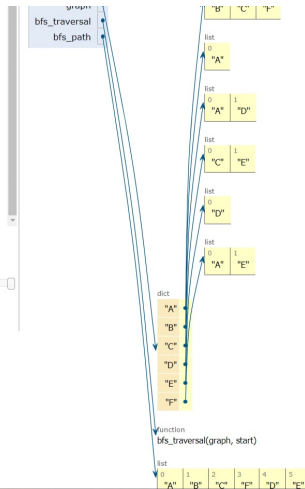 graph
"B" "C" "F"
bfs_traversal
bfs_path
list
0
"A"
list
0 1
"A" "D"
list
0 1
"C" "E"
list
0
"D"
list
0 1
"A" "E"
dict
"A"
"B"
"C"
"D"
"E"
"F"
function
bfs_traversal(graph, start)
list
0 1 2 3 4 5
"A" "B" "C" "F" "D" "E"